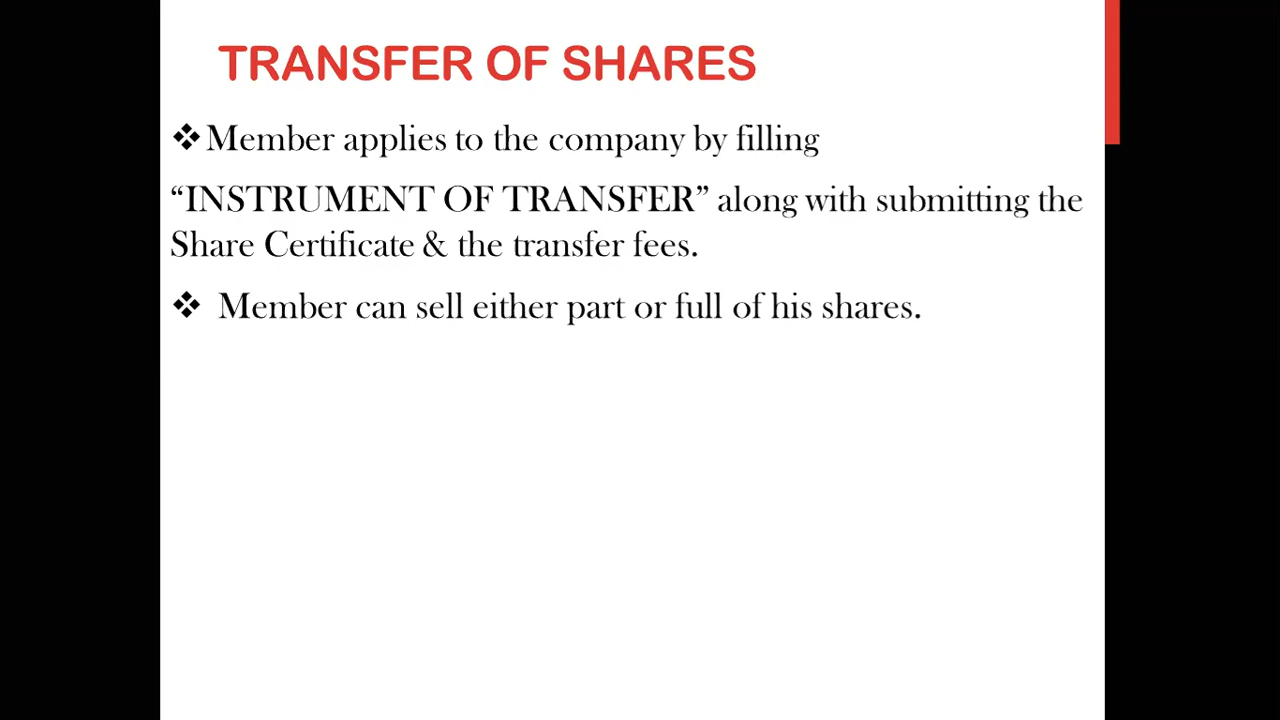 TRANSFER OF SHARES
❖Member applies to the company by filling
“INSTRUMENT OF TRANSFER” along with submitting the
Share Certificate & the transfer fees.
❖ Member can sell either part or full of his shares.